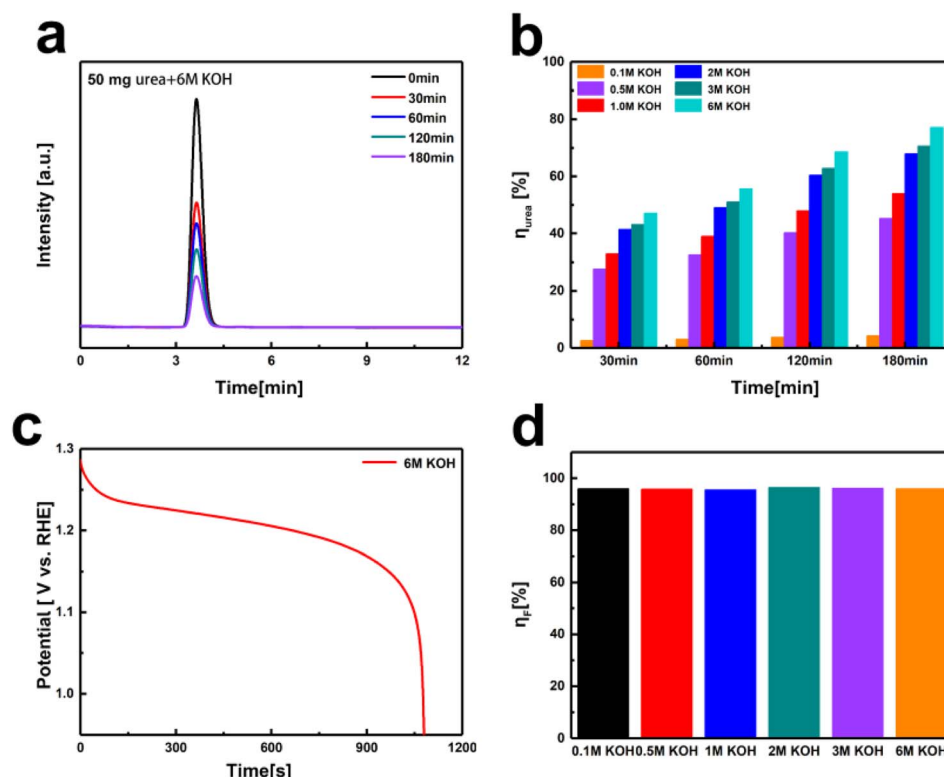 a
50 mg urea+6M KOH
0min
30min
60min
120min
180min
Intensity [a.u.]
0 3 6 9 12
Time[min]
b
0.1M KOH 2M KOH
0.5M KOH 3M KOH
1.0M KOH 6M KOH
ηurea [%]
100
80
60
40
20
0
30min 60min 120min 180min
Time[min]
c
6M KOH
Potential [ V vs. RHE]
1.3
1.2
1.1
1.0
0 300 600 900 1200
Time[s]
d
ηF[%]
100
80
60
40
20
0
0.1M KOH 0.5M KOH 1M KOH 2M KOH 3M KOH 6M KOH